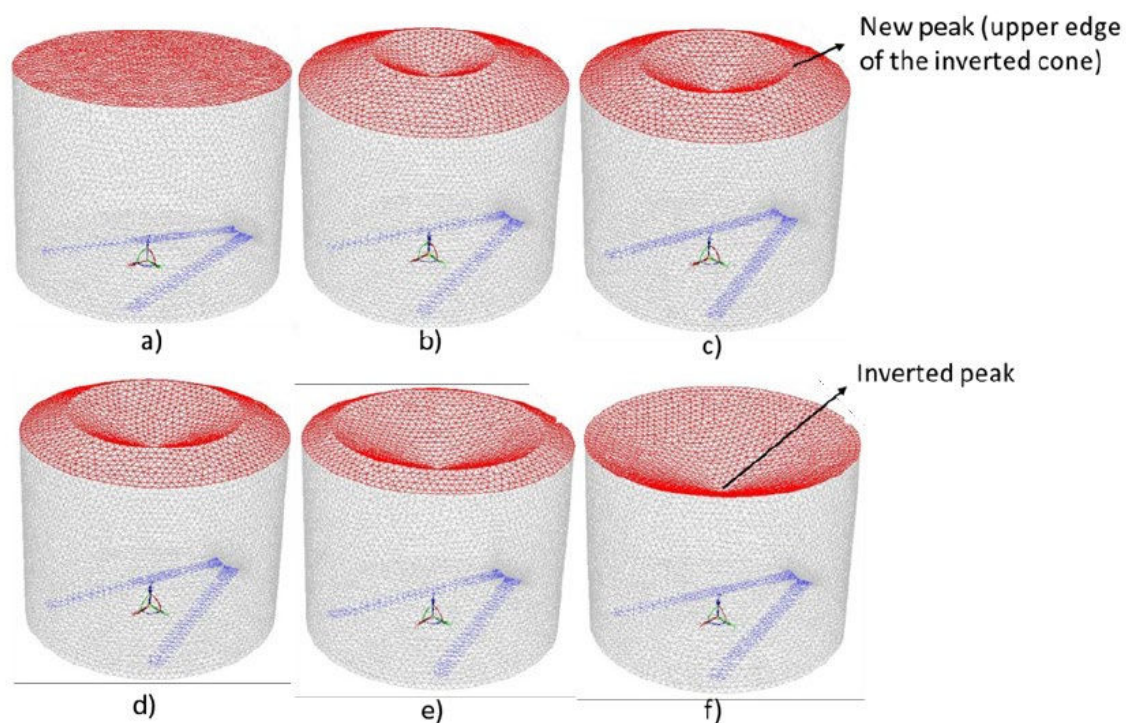 New peak (upper edge
of the inverted cone)
a)
b)
c)
Inverted peak
d)
e)
f)